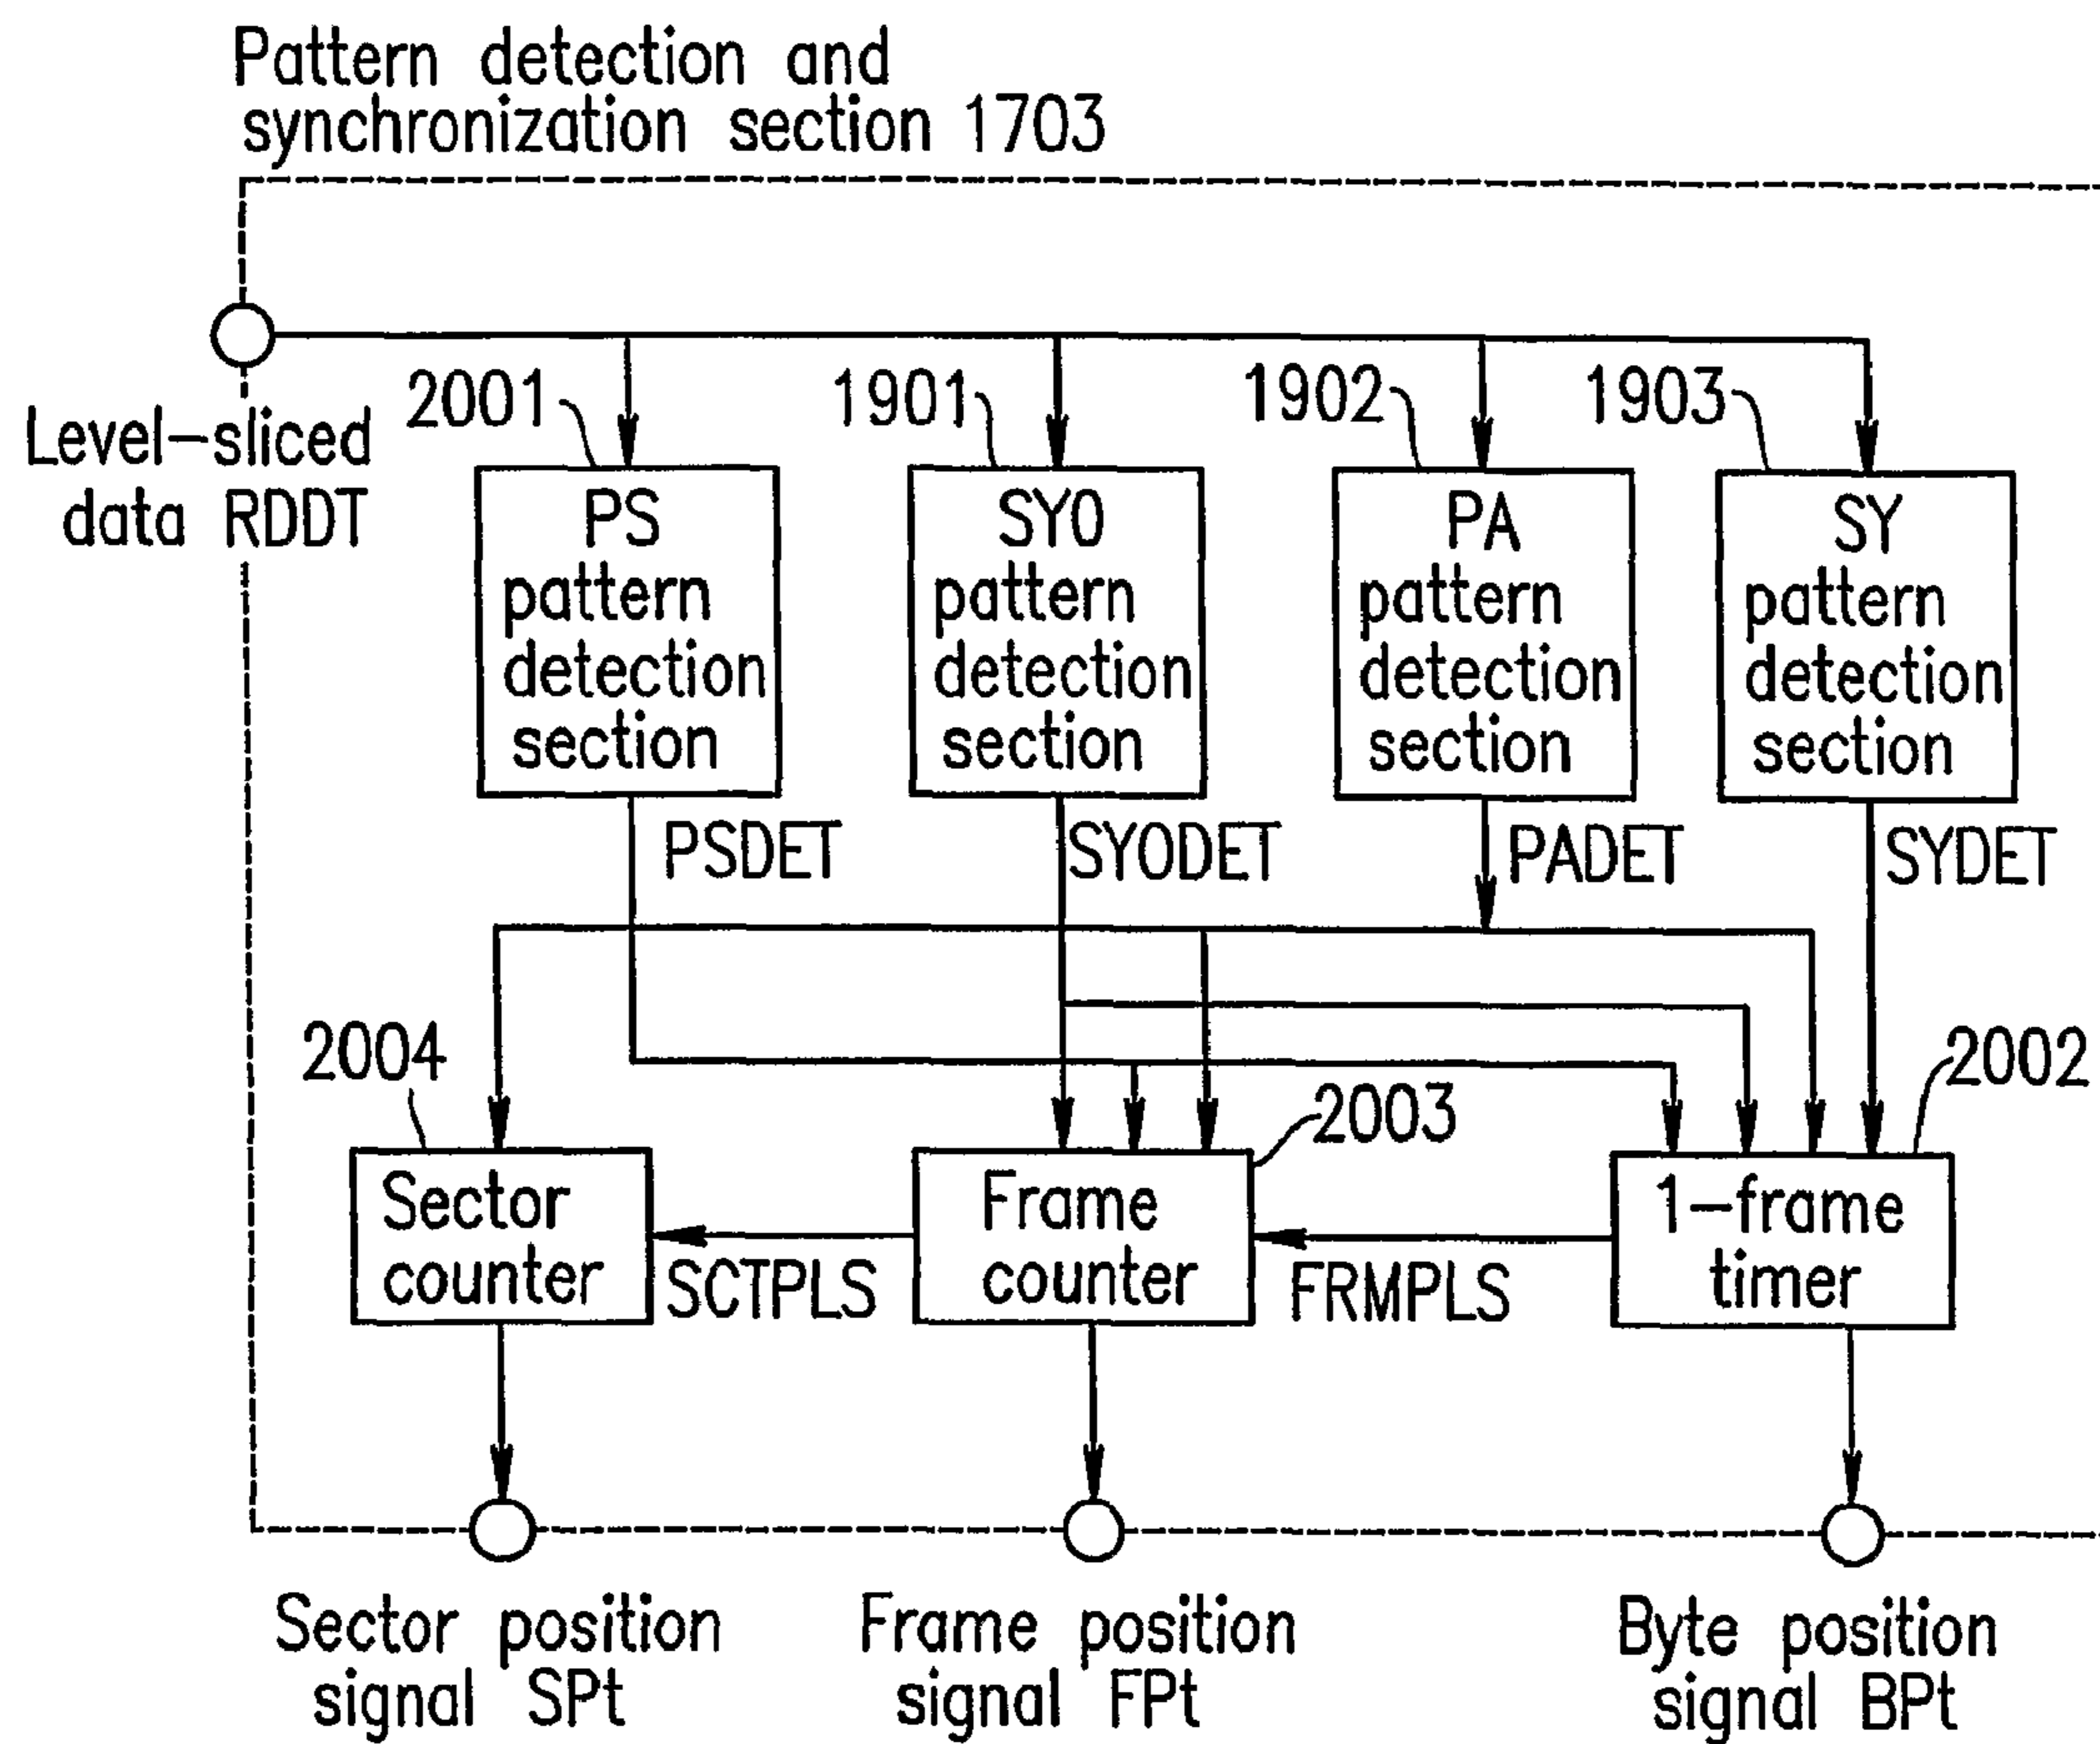 Pattern detection and
synchronization section 1703
Level-sliced
data RDDT
2001
1901
1902
1903
PS
pattern
detection
section
SY0
pattern
detection
section
PA
pattern
detection
section
SY
pattern
detection
section
PSDET
SY0DET
PADET
SYDET
2004
2003
2002
Sector
counter
SCTPLS
Frame
counter
FRMPLS
1-frame
timer
Sector position
signal SPt
Frame position
signal FPt
Byte position
signal BPt